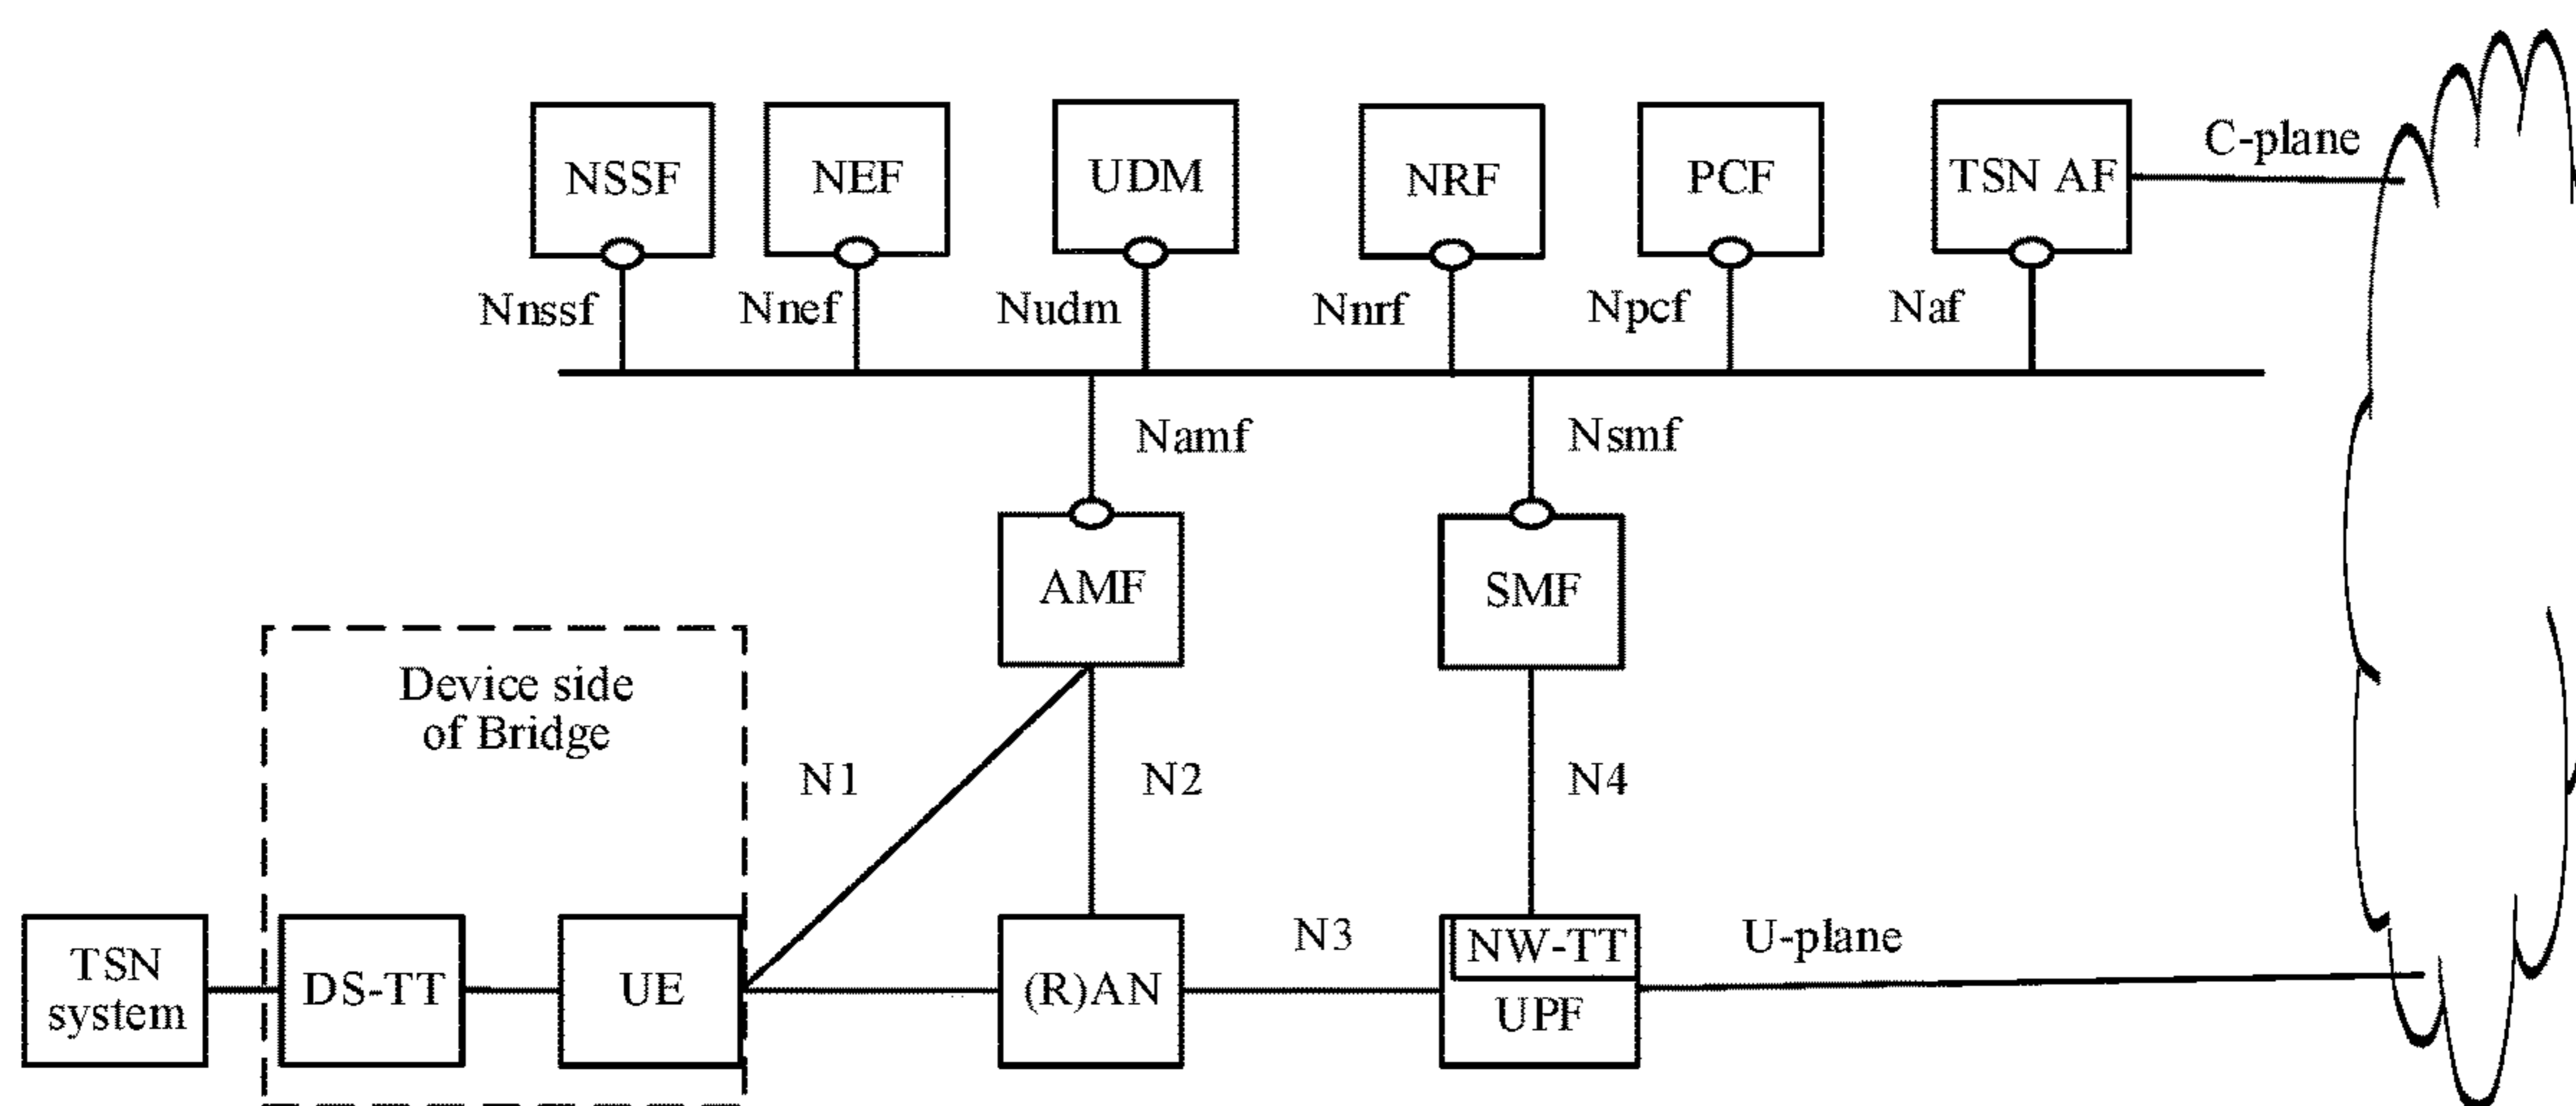 NSSF
NEF
UDM
NRF
PCF
TSN AF
C-plane
Nnssf
Nnef
Nudm
Nnrf
Npcf
Naf
Namf
Nsmf
AMF
SMF
Device side
of Bridge
N1
N2
N4
TSN
system
DS-TT
UE
(R)AN
N3
NW-TT
UPF
U-plane